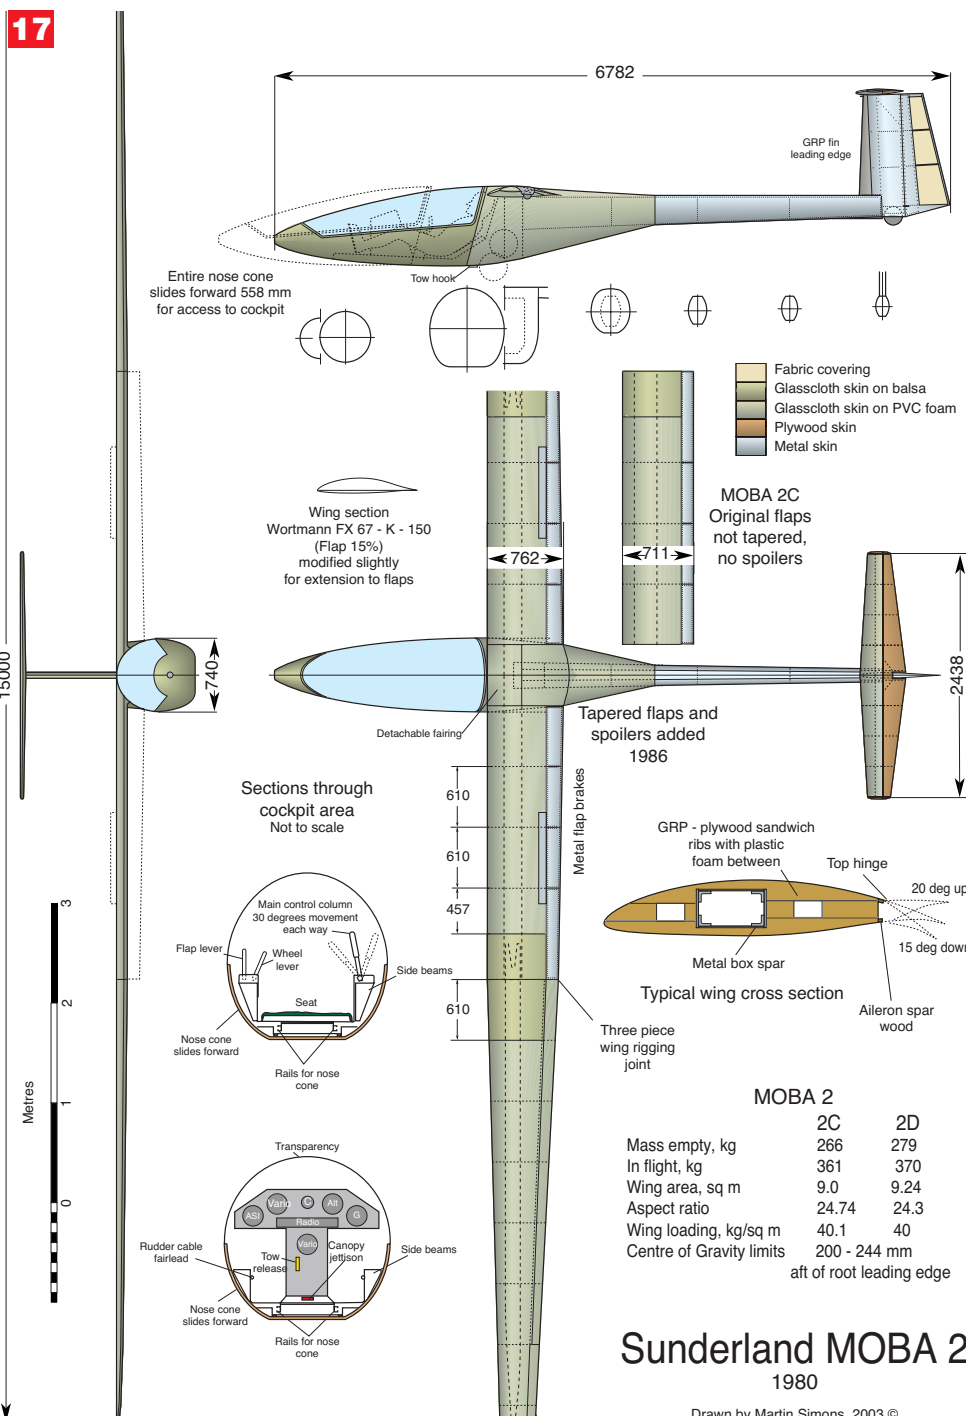 17
6782
GRP fin
leading edge
Entire nose cone
slides forward 558 mm
for access to cockpit
Tow hook
Fabric covering
Glasscloth skin on balsa
Glasscloth skin on PVC foam
Plywood skin
Metal skin
Wing section
Wortmann FX 67 - K - 150
(Flap 15%)
modified slightly
for extension to flaps
MOBA 2C
Original flaps
not tapered,
no spoilers
762
711
15000
740
2438
Detachable fairing
Tapered flaps and
spoilers added
1986
Sections through
cockpit area
Not to scale
610
610
457
610
Metal flap brakes
GRP - plywood sandwich
ribs with plastic
foam between
Top hinge
20 deg up
15 deg down
Metal box spar
Typical wing cross section
Aileron spar
wood
Three piece
wing rigging
joint
Main control column
30 degrees movement
each way
Flap lever
Wheel
lever
Side beams
Seat
Nose cone
slides forward
Rails for nose
cone
Metres
3
2
1
0
Transparency
ASI
Vario
C
Alt
G
Radio
Vario
Rudder cable
fairlead
Tow
release
Canopy
jettison
Side beams
Nose cone
slides forward
Rails for nose
cone
MOBA 2
2C 2D
Mass empty, kg 266 279
In flight, kg 361 370
Wing area, sq m 9.0 9.24
Aspect ratio 24.74 24.3
Wing loading, kg/sq m 40.1 40
Centre of Gravity limits 200 - 244 mm
aft of root leading edge
Sunderland MOBA 2
1980
Drawn by Martin Simons 2003 ©